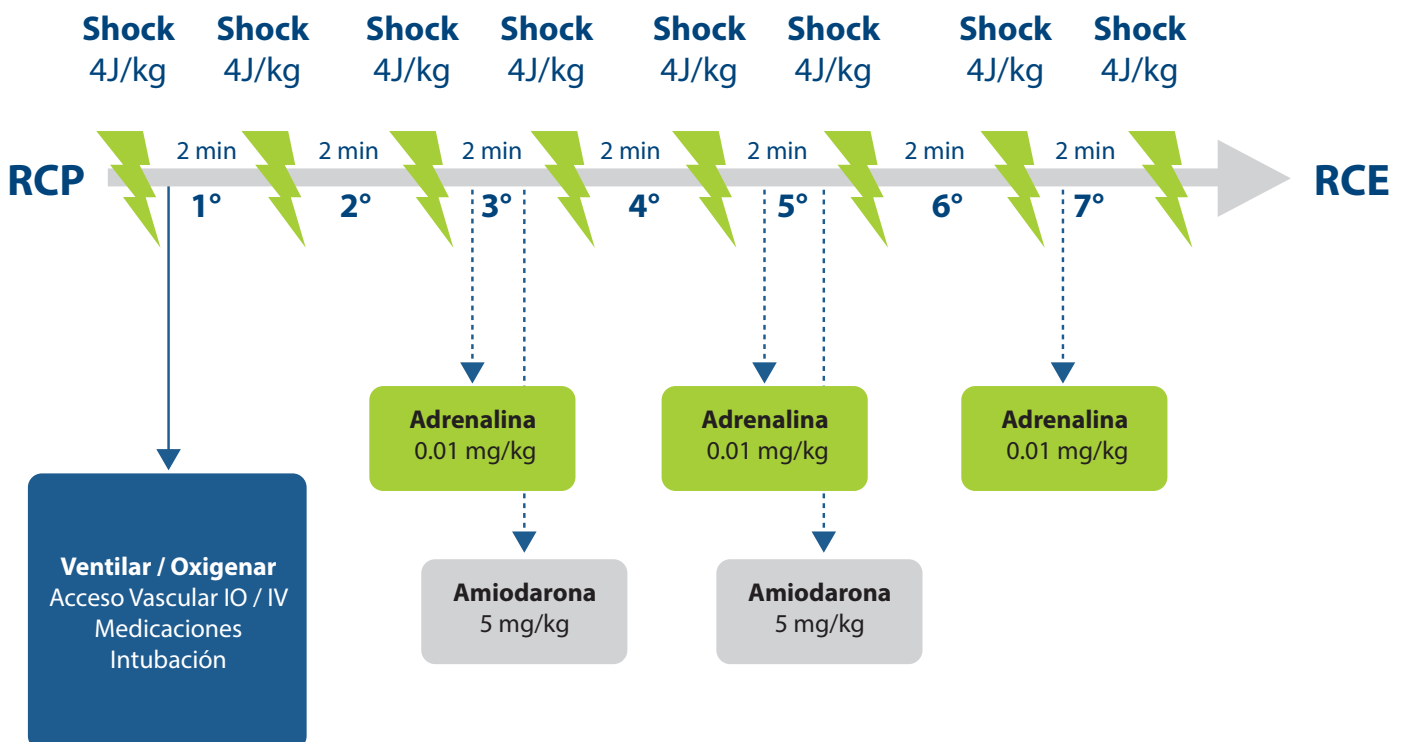 Shock Shock Shock Shock Shock Shock Shock Shock
4J/kg 4J/kg 4J/kg 4J/kg 4J/kg 4J/kg 4J/kg 4J/kg
2 min 2 min 2 min 2 min 2 min 2 min 2 min
RCP RCE
1° 2° 3° 4° 5° 6° 7°
Adrenalina Adrenalina Adrenalina
0.01 mg/kg 0.01 mg/kg 0.01 mg/kg
Ventilar / Oxigenar
Acceso Vascular IO / IV
Medicaciones
Intubación
Amiodarona Amiodarona
5 mg/kg 5 mg/kg